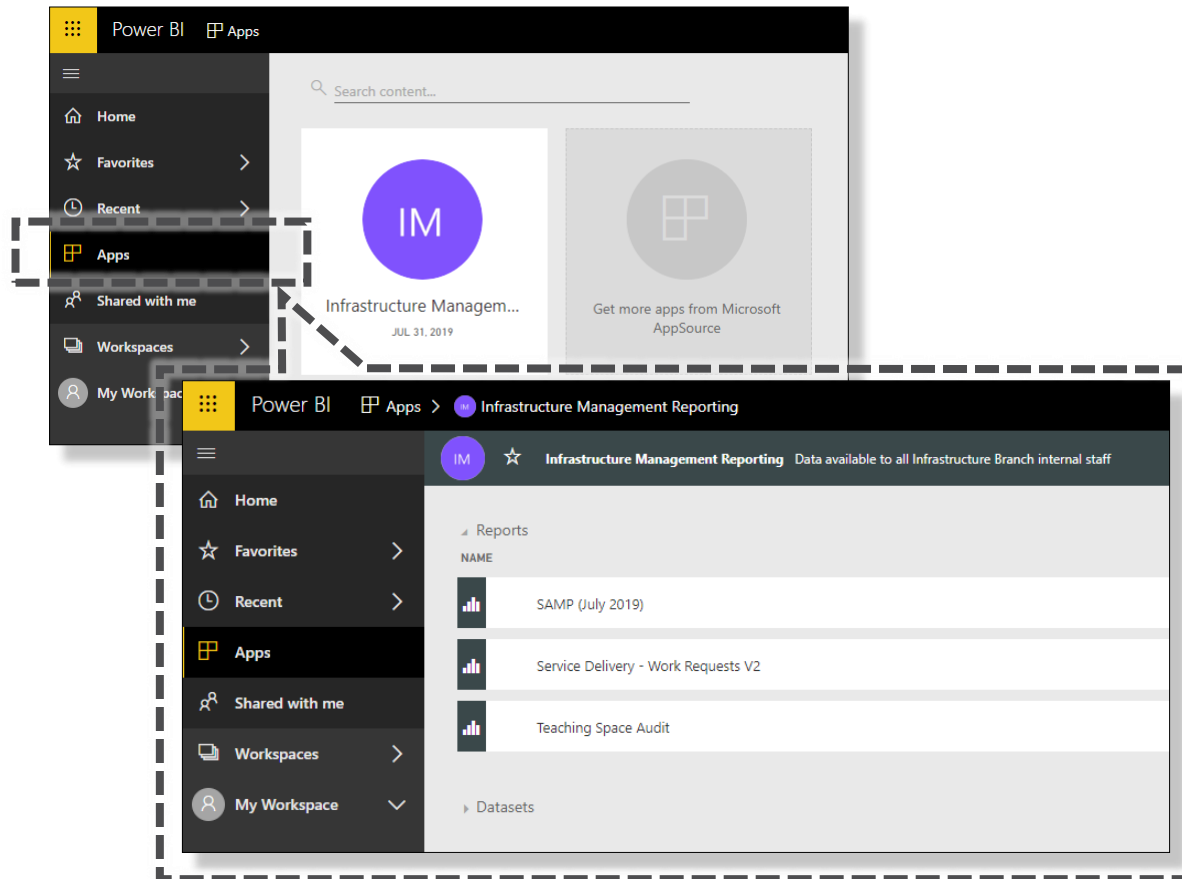 Power BI Apps
Search content...
Home
Favorites
Recent
Apps
Shared with me
Workspaces
IM
Infrastructure Managem...
JUL 31, 2019
Get more apps from Microsoft
AppSource
Power BI Apps > IM Infrastructure Management Reporting
IM Infrastructure Management Reporting Data available to all Infrastructure Branch internal staff
Home
Favorites
Recent
Apps
Shared with me
Workspaces
My Workspace
Reports
NAME
SAMP (July 2019)
Service Delivery - Work Requests V2
Teaching Space Audit
Datasets